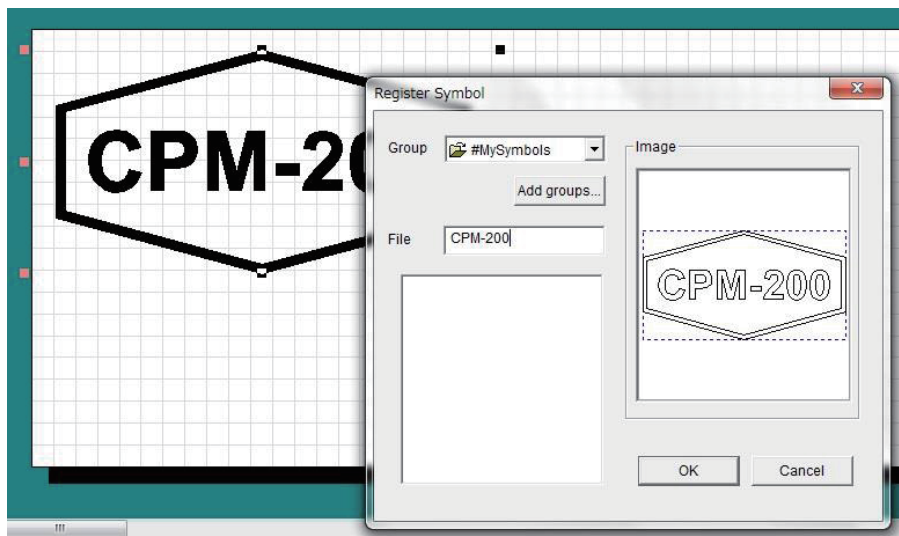 CPM-20
Register Symbol
Group
#MySymbols
Add groups...
File
CPM-200
Image
CPM-200
OK
Cancel